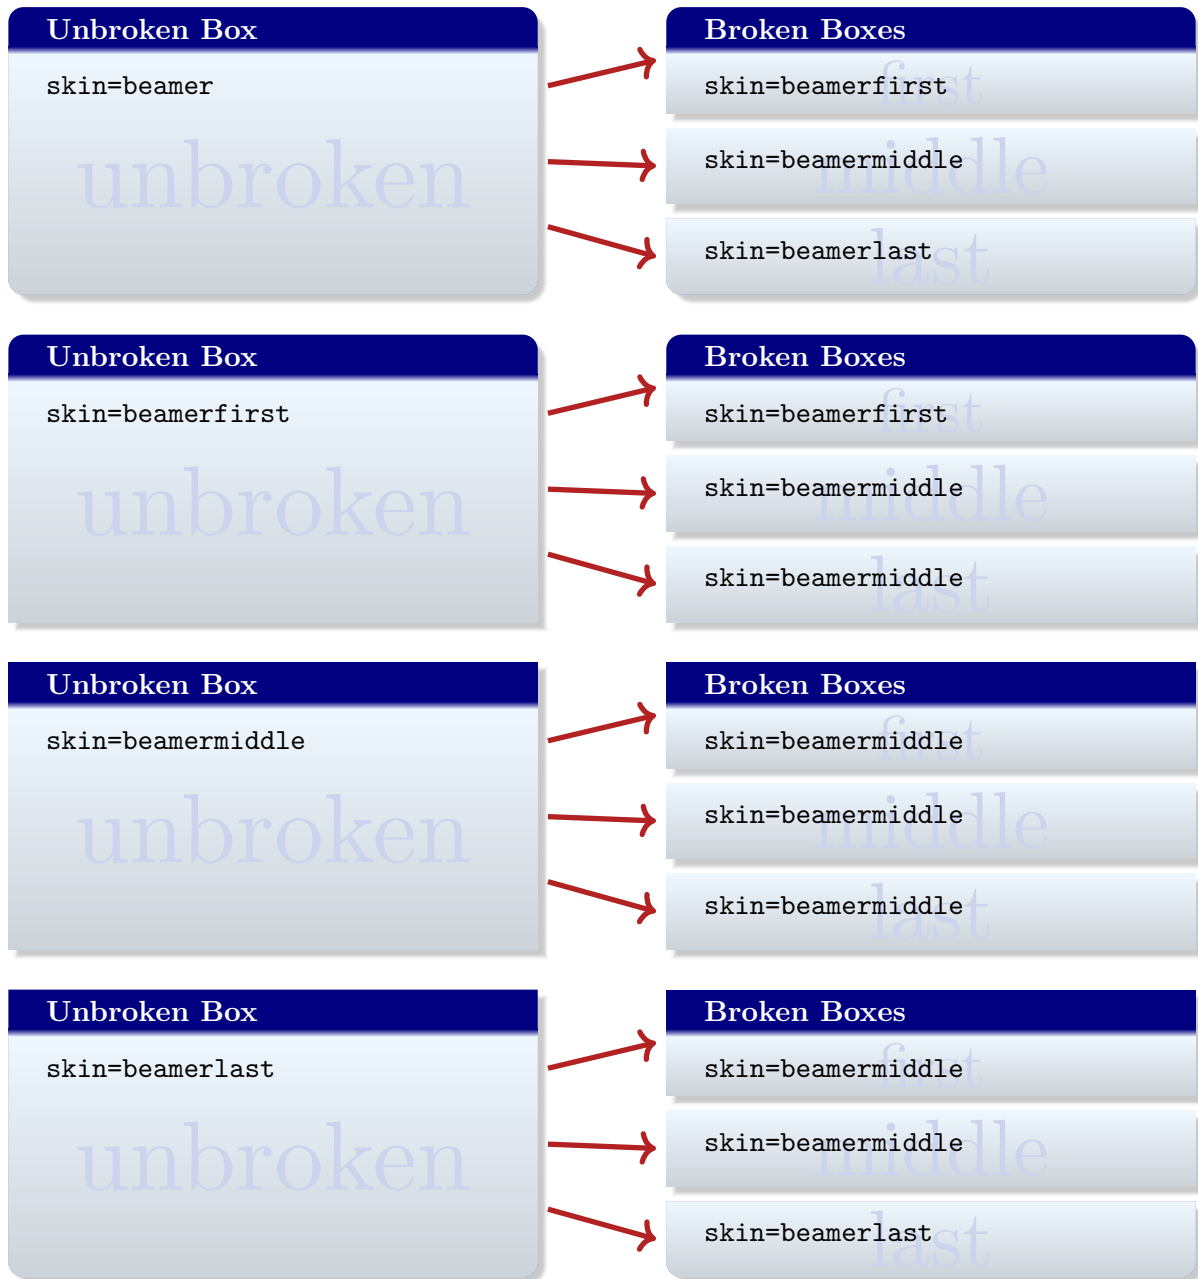 Unbroken Box
skin=beamer
unbroken
Broken Boxes
first
skin=beamerfirst
middle
skin=beamermiddle
last
skin=beamerlast
Unbroken Box
skin=beamerfirst
unbroken
Broken Boxes
first
skin=beamerfirst
middle
skin=beamermiddle
last
skin=beamermiddle
Unbroken Box
skin=beamermiddle
unbroken
Broken Boxes
first
skin=beamermiddle
middle
skin=beamermiddle
last
skin=beamermiddle
Unbroken Box
skin=beamerlast
unbroken
Broken Boxes
first
skin=beamermiddle
middle
skin=beamermiddle
last
skin=beamerlast